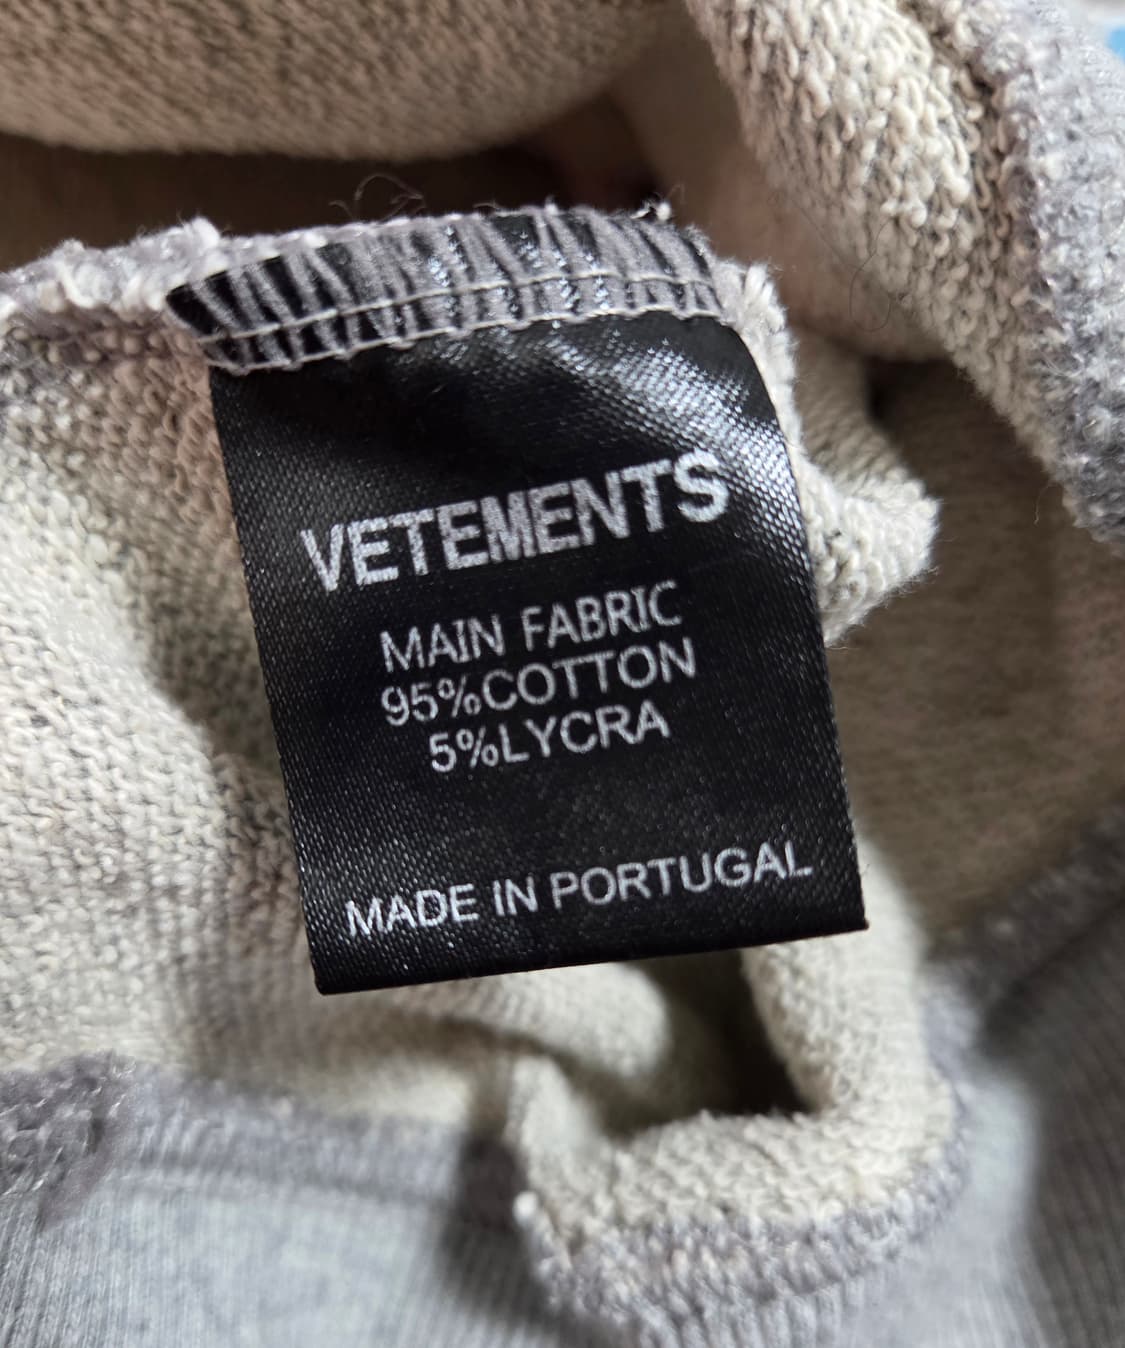 VETEMENTS
MAIN FABRIC
95%COTTON
5%LYCRA
MADE IN PORTUGAL